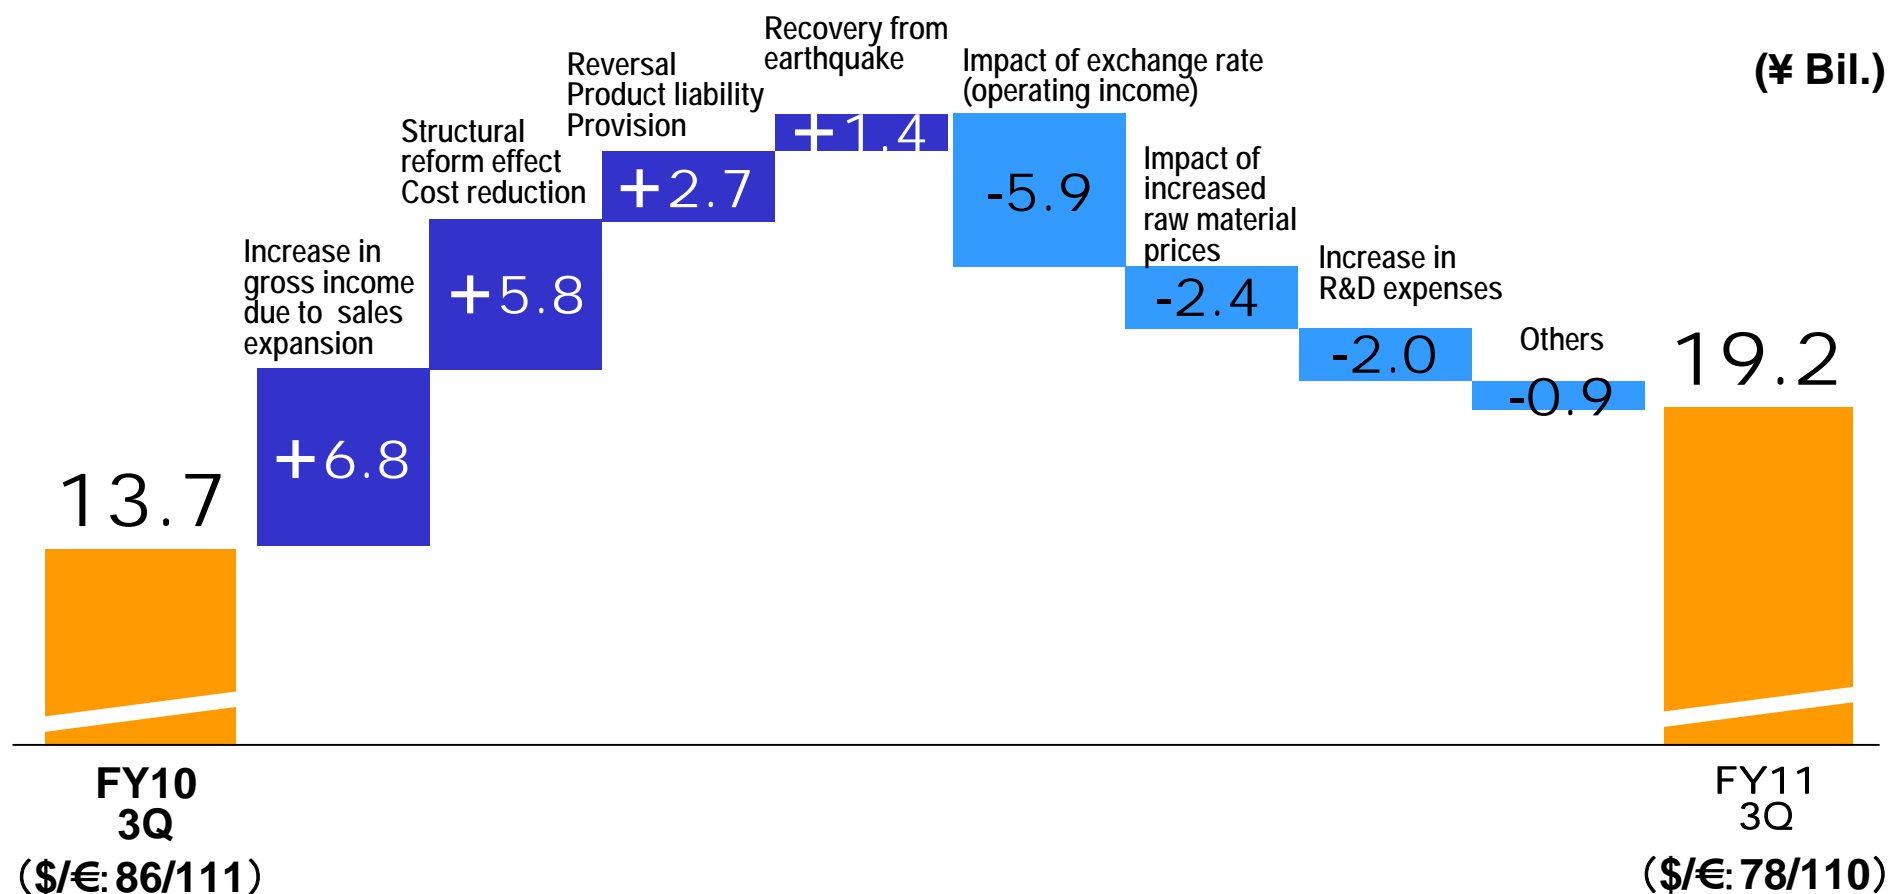 (¥ Bil.)
Recovery from
earthquake
Reversal
Product liability
Provision
Structural
reform effect
Cost reduction
Increase in
gross income
due to sales
expansion
Impact of exchange rate
(operating income)
Impact of
increased
raw material
prices
Increase in
R&D expenses
Others
13.7
+6.8
+5.8
+2.7
+1.4
-5.9
-2.4
-2.0
-0.9
19.2
FY10
3Q
($/€: 86/111)
FY11
3Q
($/€: 78/110)